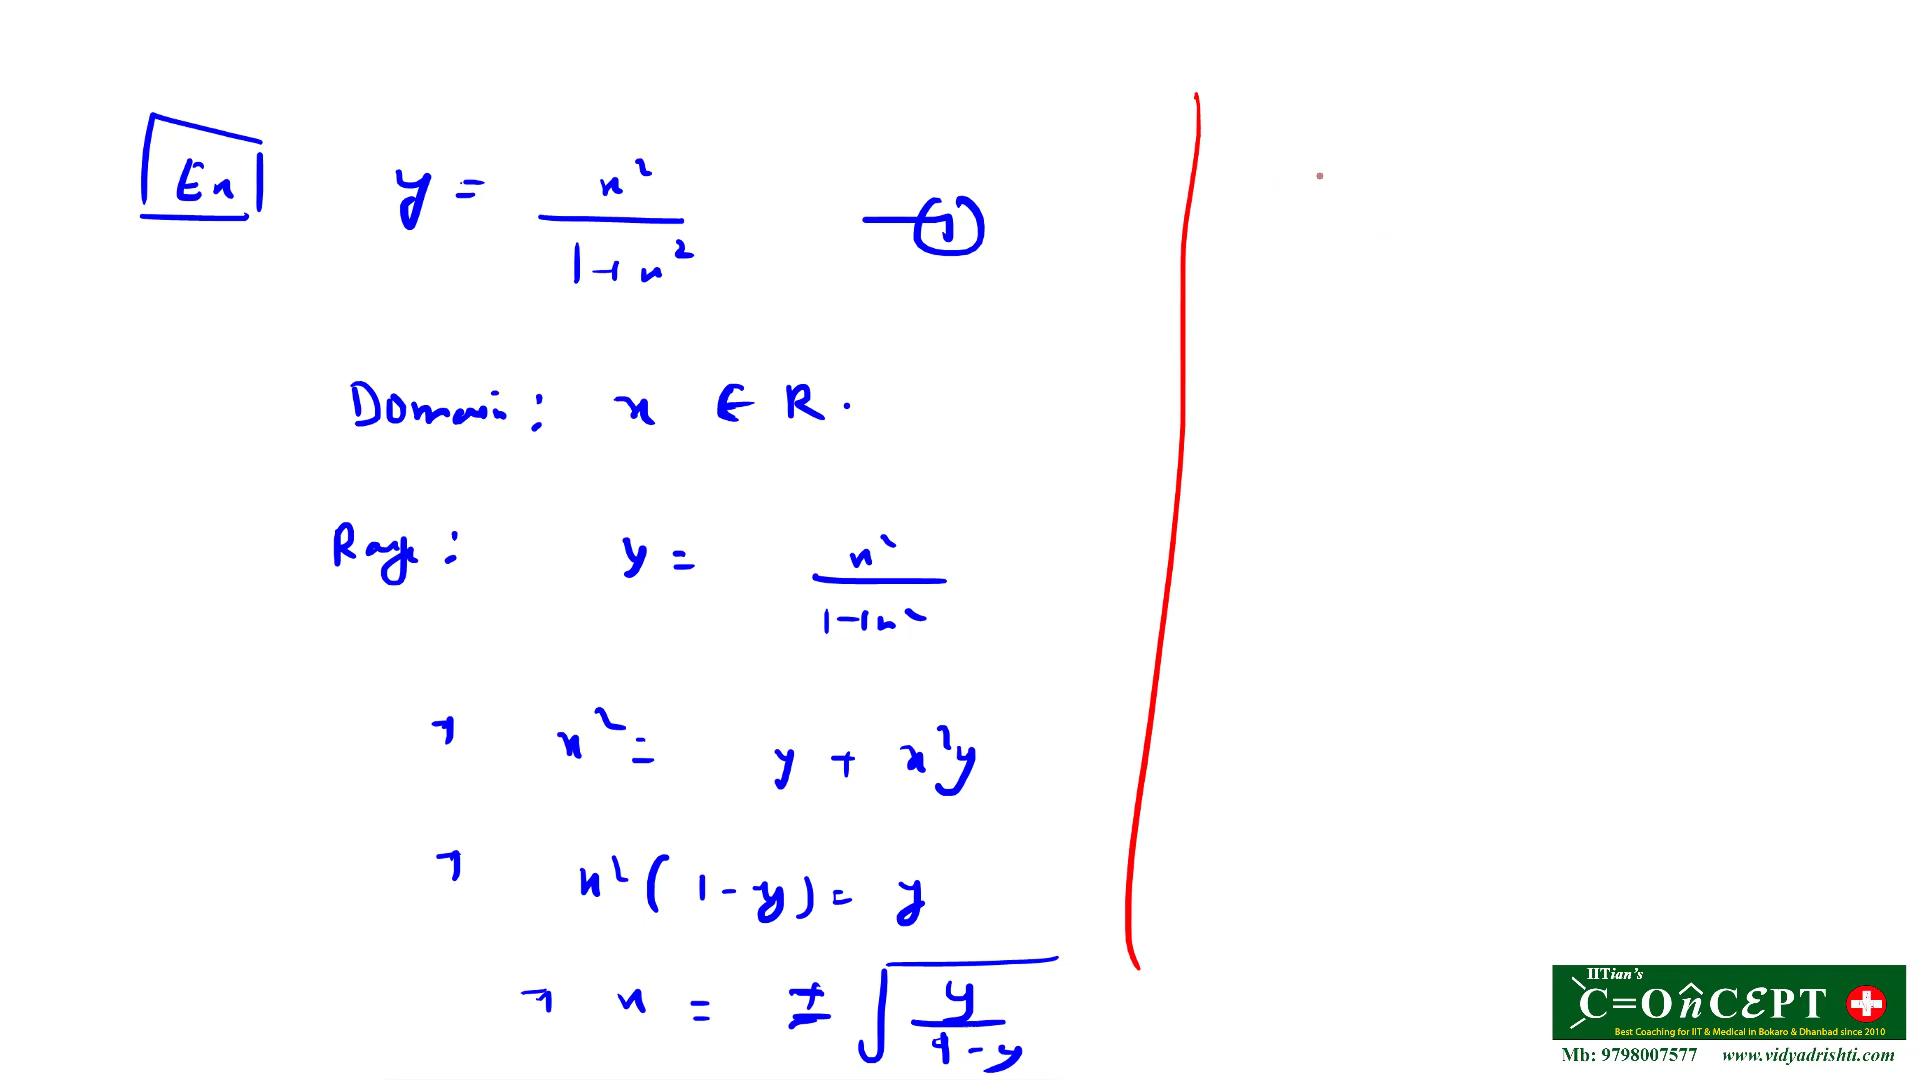 Ex y = x² / 1+x² — ①
Domain : x ∈ R .
Range : y = x² / 1+x²
⇒ x² = y + x²y
⇒ x² ( 1 - y ) = y
⇒ x = ± √ y / 1 - y
IITian's
C=OnCEPT
Best Coaching for IIT & Medical in Bokaro & Dhanbad since 2010
Mb: 9798007577 www.vidyadrishti.com